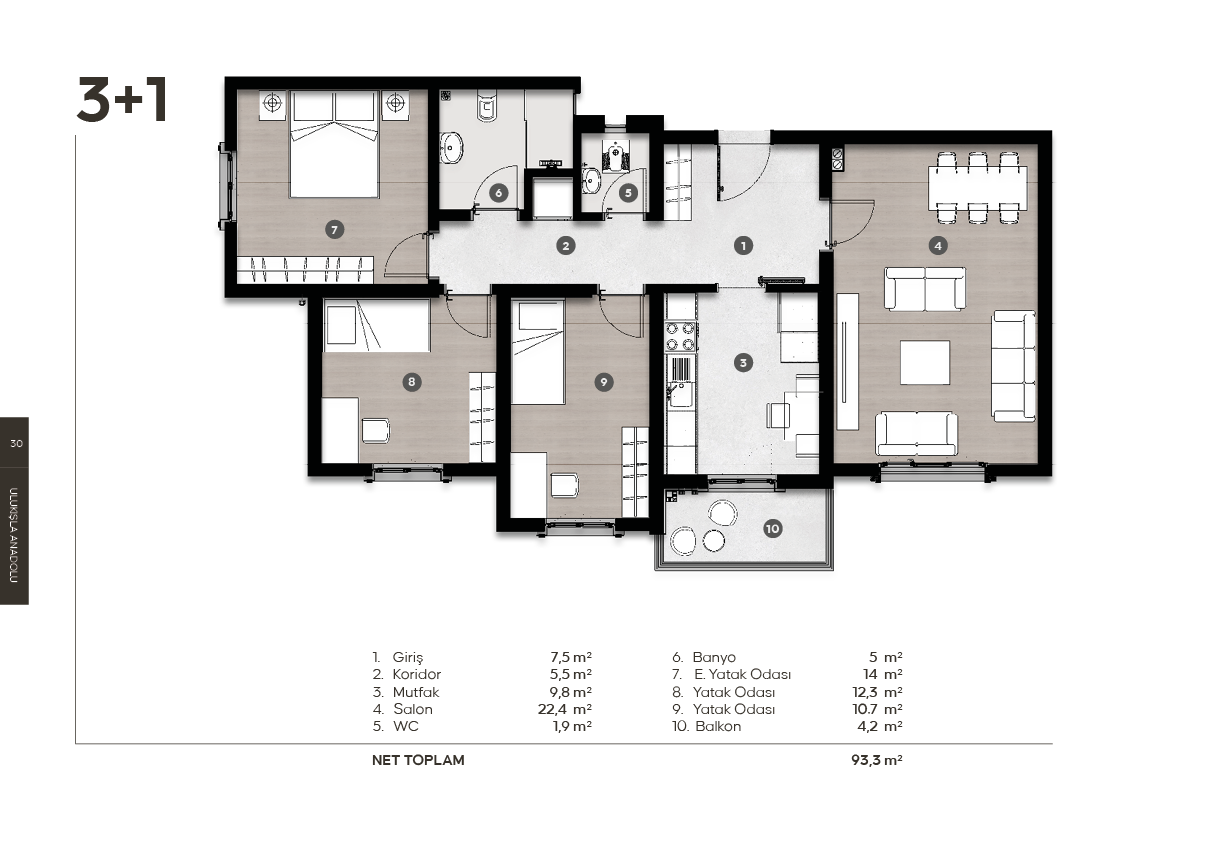 3+1
7
6
5
2
1
4
8
9
3
10
30
ULUKIŞLA ANADOLU
1. Giriş 7,5 m²
2. Koridor 5,5 m²
3. Mutfak 9,8 m²
4. Salon 22,4 m²
5. WC 1,9 m²
6. Banyo 5 m²
7. E. Yatak Odası 14 m²
8. Yatak Odası 12,3 m²
9. Yatak Odası 10.7 m²
10. Balkon 4,2 m²
NET TOPLAM 93,3 m²